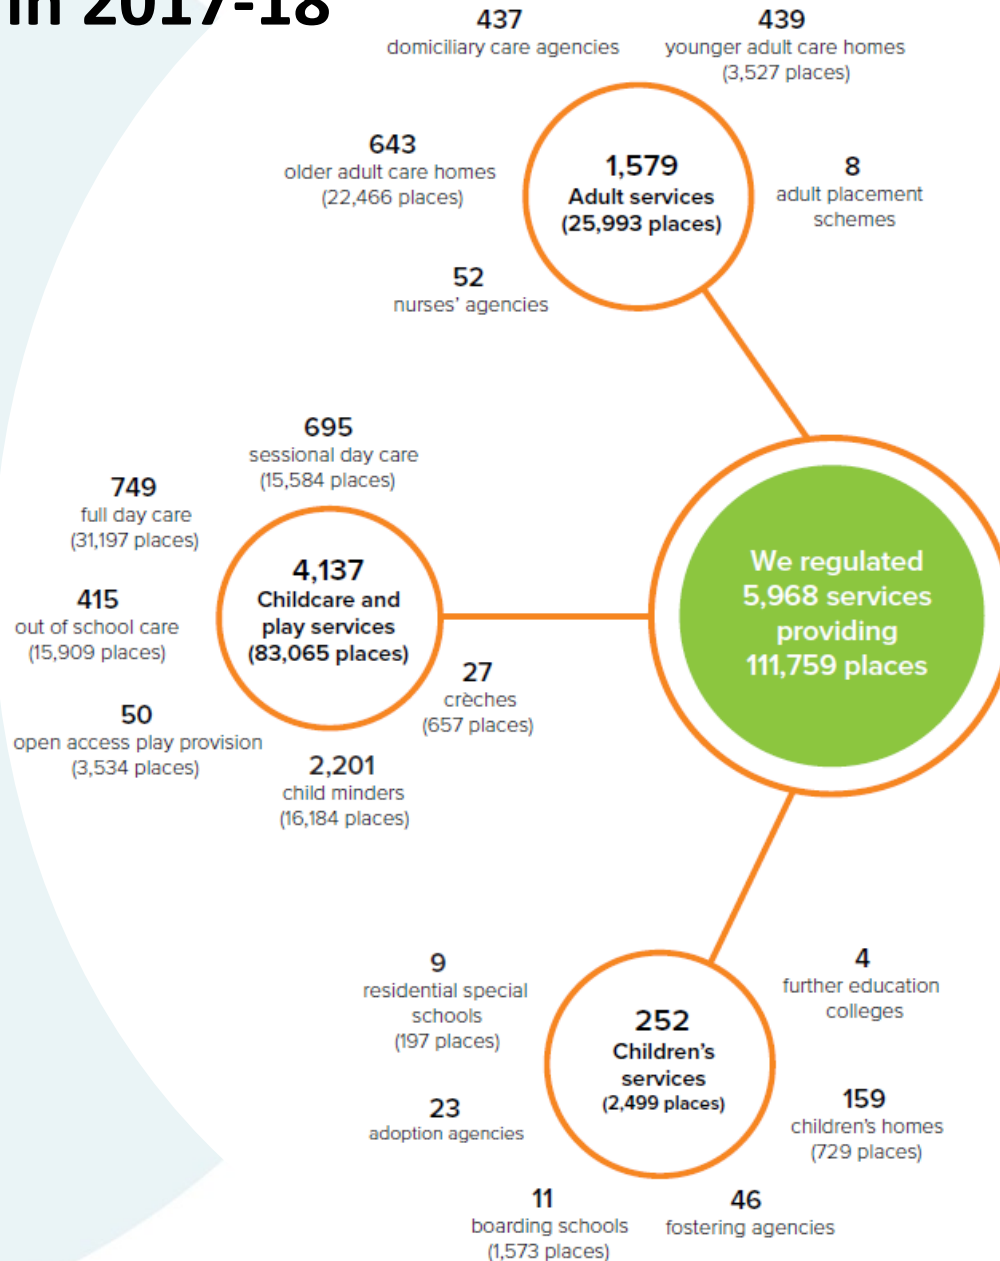 in 2017-18
437
domiciliary care agencies
439
younger adult care homes
(3,527 places)
643
older adult care homes
(22,466 places)
1,579
Adult services
(25,993 places)
8
adult placement
schemes
52
nurses’ agencies
695
sessional day care
(15,584 places)
749
full day care
(31,197 places)
4,137
Childcare and
play services
(83,065 places)
We regulated
5,968 services
providing
111,759 places
415
out of school care
(15,909 places)
27
crèches
(657 places)
50
open access play provision
(3,534 places)
2,201
child minders
(16,184 places)
9
residential special
schools
(197 places)
4
further education
colleges
252
Children’s
services
(2,499 places)
23
adoption agencies
159
children’s homes
(729 places)
11
boarding schools
(1,573 places)
46
fostering agencies